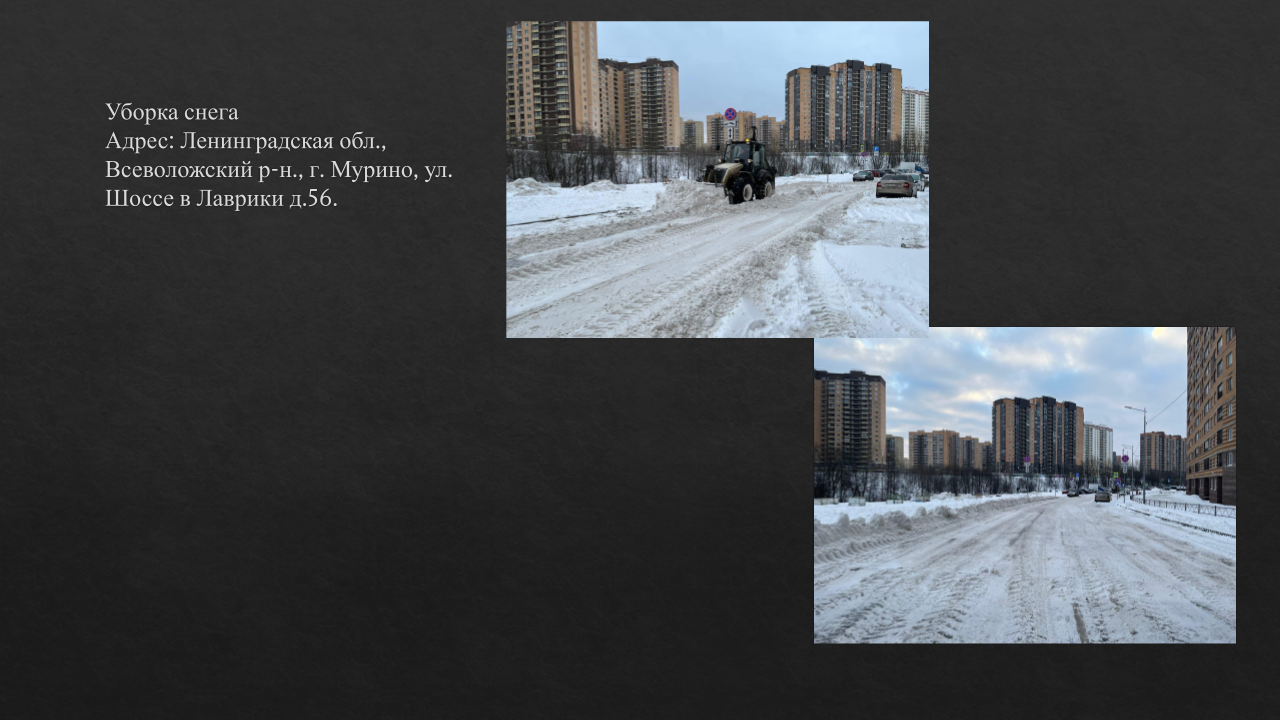 Уборка снега
Адрес: Ленинградская обл.,
Всеволожский р-н., г. Мурино, ул.
Шоссе в Лаврики д.56.